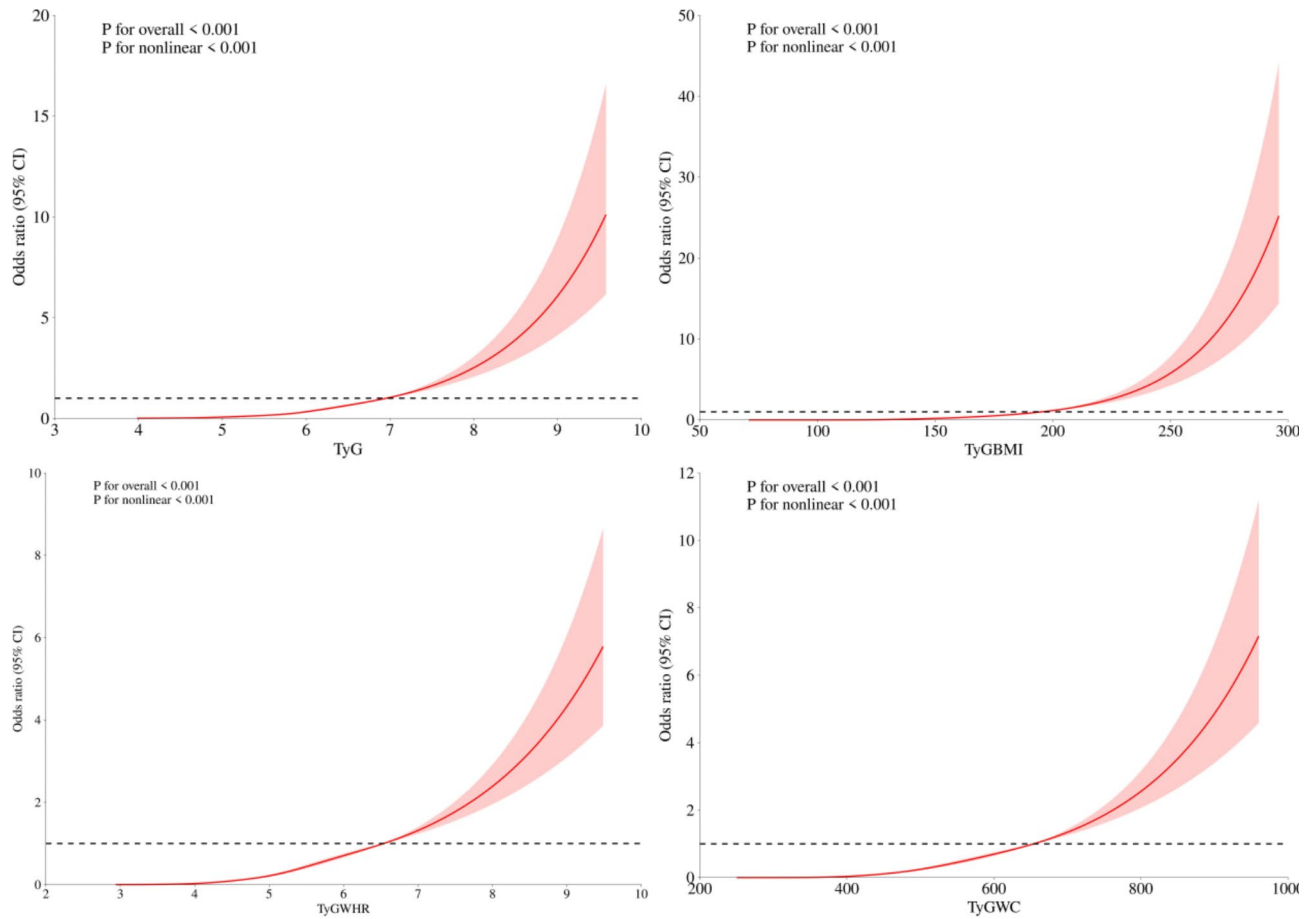 P for overall < 0.001
P for nonlinear < 0.001
Odds ratio (95% CI)
20
15
10
5
0
3 4 5 6 7 8 9 10
TyG
P for overall < 0.001
P for nonlinear < 0.001
Odds ratio (95% CI)
50
40
30
20
10
0
50 100 150 200 250 300
TyGBMI
P for overall < 0.001
P for nonlinear < 0.001
Odds ratio (95% CI)
10
8
6
4
2
0
2 3 4 5 6 7 8 9 10
TyGWHR
P for overall < 0.001
P for nonlinear < 0.001
Odds ratio (95% CI)
12
10
8
6
4
2
0
200 400 600 800 1000
TyGWC